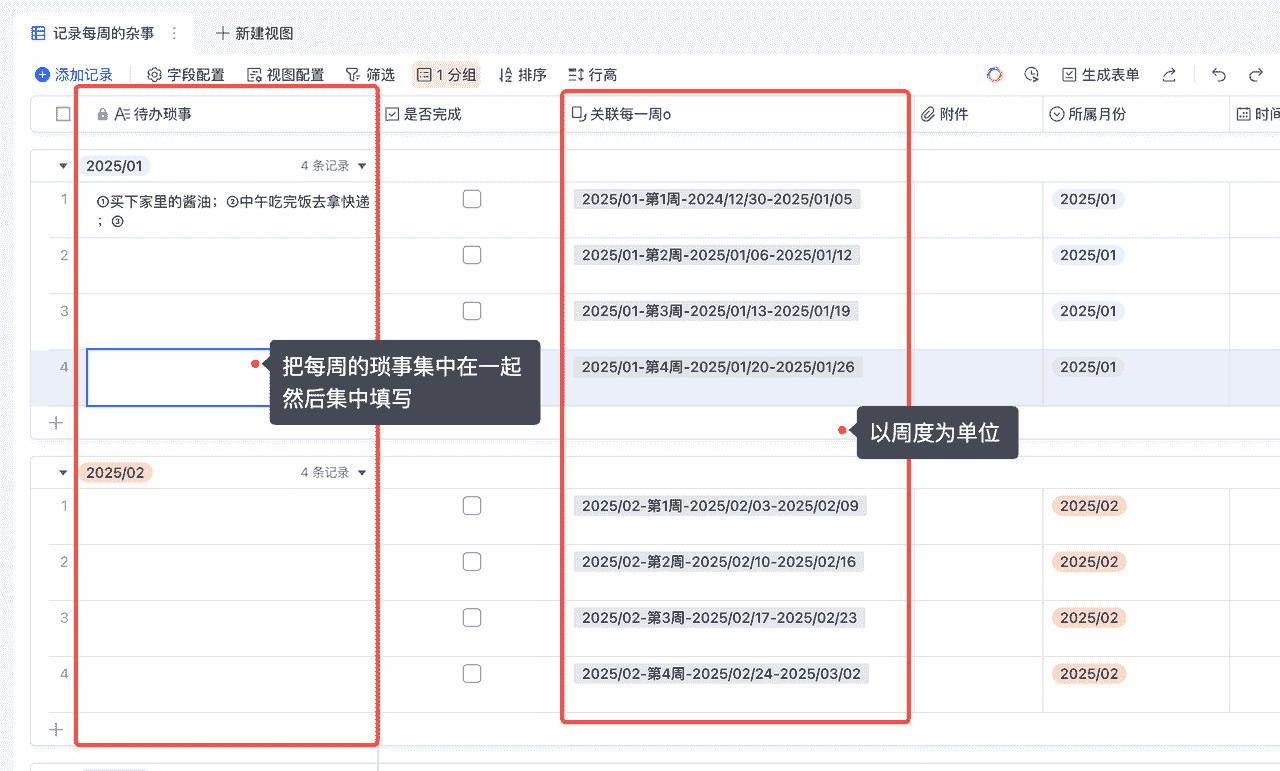 记录每周的杂事
新建视图
添加记录 字段配置 视图配置 筛选 1 分组 排序 行高 生成表单
待办琐事 是否完成 关联每一周o 附件 所属月份 时间
2025/01 4 条记录
1 ①买下家里的酱油；②中午吃完饭去拿快递
；③ 2025/01-第1周-2024/12/30-2025/01/05 2025/01
2 2025/01-第2周-2025/01/06-2025/01/12 2025/01
3 2025/01-第3周-2025/01/13-2025/01/19 2025/01
4 2025/01-第4周-2025/01/20-2025/01/26 2025/01
把每周的琐事集中在一起
然后集中填写
以周度为单位
2025/02 4 条记录
1 2025/02-第1周-2025/02/03-2025/02/09 2025/02
2 2025/02-第2周-2025/02/10-2025/02/16 2025/02
3 2025/02-第3周-2025/02/17-2025/02/23 2025/02
4 2025/02-第4周-2025/02/24-2025/03/02 2025/02